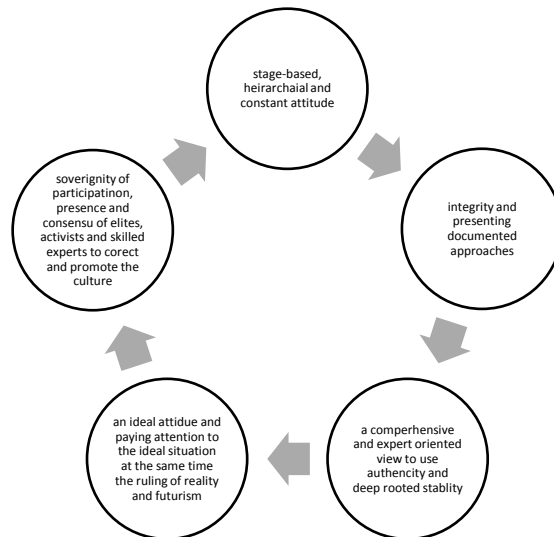 stage-based,
heirarchaial and
constant attitude
integrity and
presenting
documented
approaches
a comperhensive
and expert oriented
view to use
authencity and
deep rooted stablity
an ideal attidue and
paying attention to
the ideal situation
at the same time
the ruling of reality
and futurism
soverignity of
participatinon,
presence and
consensu of elites,
activists and skilled
experts to corect
and promote the
culture